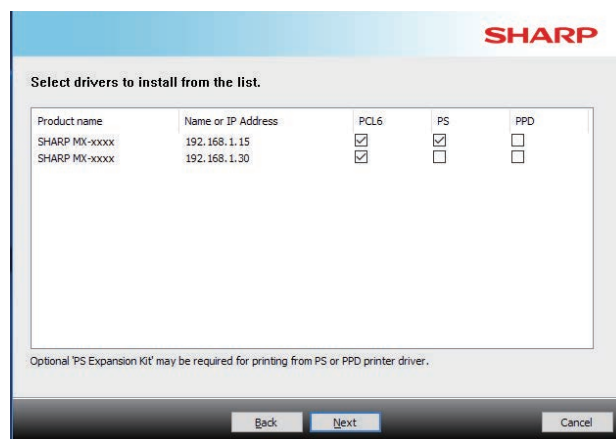 SHARP
Select drivers to install from the list.
Product name Name or IP Address PCL6 PS PPD
SHARP MX-xxxx 192.168.1.15
SHARP MX-xxxx 192.168.1.30
Optional 'PS Expansion Kit' may be required for printing from PS or PPD printer driver.
Back Next Cancel